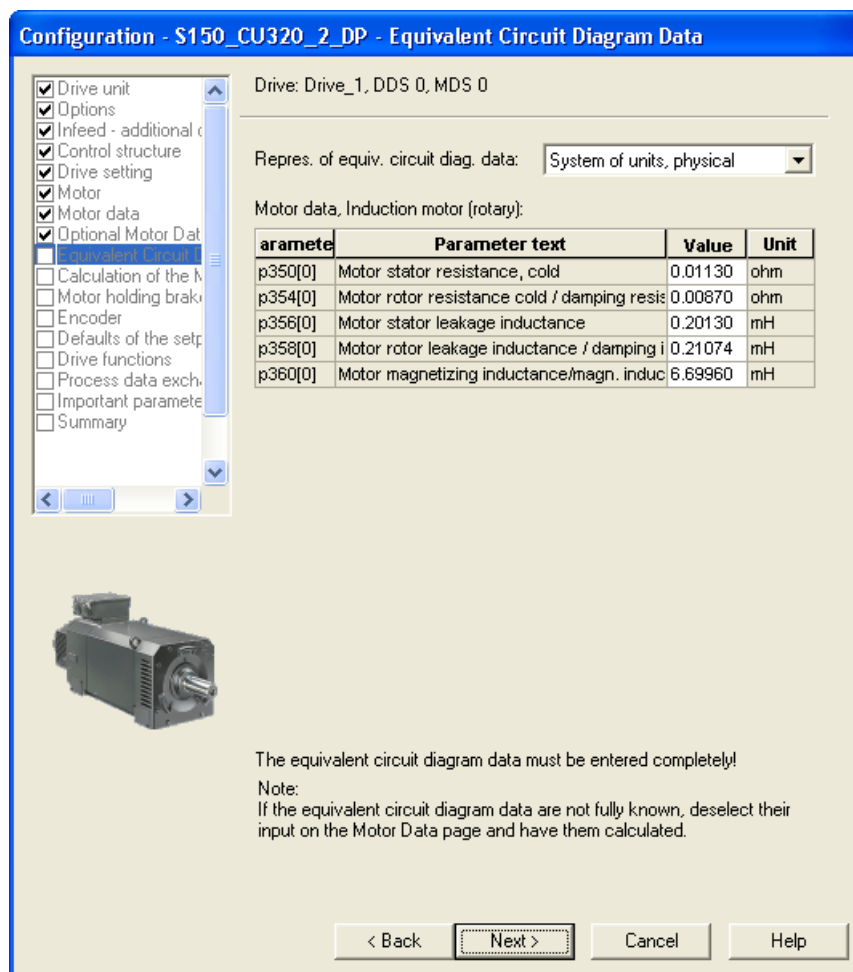 Configuration - S150_CU320_2_DP - Equivalent Circuit Diagram Data
Drive unit
Options
Infeed - additional
Control structure
Drive setting
Motor
Motor data
Optional Motor Dat
Equivalent Circuit D
Calculation of the M
Motor holding brak
Encoder
Defaults of the setp
Drive functions
Process data exch
Important paramete
Summary
Drive: Drive_1, DDS 0, MDS 0
Repres. of equiv. circuit diag. data: System of units, physical
Motor data, Induction motor (rotary):
aramete Parameter text Value Unit
p350[0] Motor stator resistance, cold 0.01130 ohm
p354[0] Motor rotor resistance cold / damping resis 0.00870 ohm
p356[0] Motor stator leakage inductance 0.20130 mH
p358[0] Motor rotor leakage inductance / damping i 0.21074 mH
p360[0] Motor magnetizing inductance/magn. induc 6.69960 mH
The equivalent circuit diagram data must be entered completely!
Note:
If the equivalent circuit diagram data are not fully known, deselect their
input on the Motor Data page and have them calculated.
< Back Next > Cancel Help